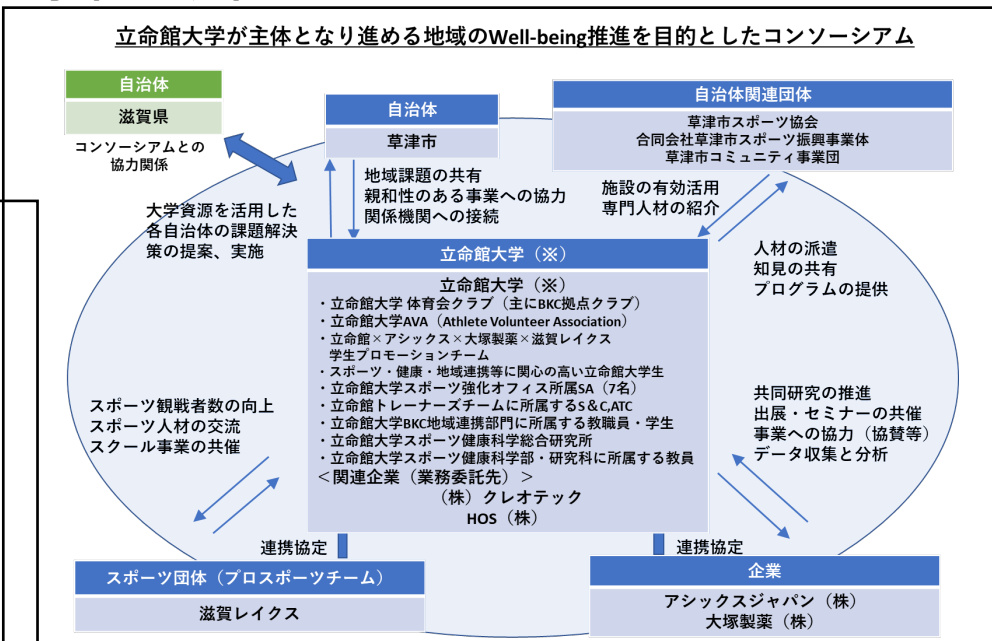 立命館大学が主体となり進める地域のWell-being推進を目的としたコンソーシアム
自治体
滋賀県
コンソーシアムとの
協力関係
自治体
草津市
自治体関連団体
草津市スポーツ協会
合同会社草津市スポーツ振興事業体
草津市コミュニティ事業団
地域課題の共有
親和性のある事業への協力
関係機関への接続
施設の有効活用
専門人材の紹介
大学資源を活用した
各自治体の課題解決
策の提案、実施
人材の派遣
知見の共有
プログラムの提供
立命館大学（※）
立命館大学（※）
・立命館大学 体育会クラブ（主にBKC拠点クラブ）
・立命館大学AVA（Athlete Volunteer Association）
・立命館×アシックス×大塚製薬×滋賀レイクス
学生プロモーションチーム
・スポーツ・健康・地域連携等に関心の高い立命館大学生
・立命館大学スポーツ強化オフィス所属SA（7名）
・立命館トレーナーズチームに所属するS＆C,ATC
・立命館大学BKC地域連携部門に所属する教職員・学生
・立命館大学スポーツ健康科学総合研究所
・立命館大学スポーツ健康科学部・研究科に所属する教員
＜関連企業（業務委託先）＞
（株）クレオテック
HOS（株）
スポーツ観戦者数の向上
スポーツ人材の交流
スクール事業の共催
共同研究の推進
出展・セミナーの共催
事業への協力（協賛等）
データ収集と分析
連携協定
連携協定
スポーツ団体（プロスポーツチーム）
滋賀レイクス
企業
アシックスジャパン（株）
大塚製薬（株）